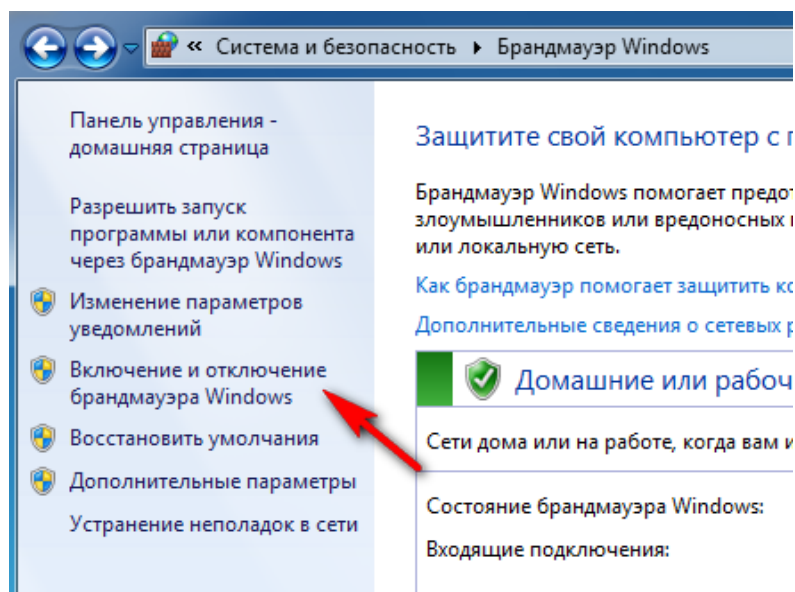 « Система и безопасность ▸ Брандмауэр Windows
Панель управления -
домашняя страница
Разрешить запуск
программы или компонента
через брандмауэр Windows
Изменение параметров
уведомлений
Включение и отключение
брандмауэра Windows
Восстановить умолчания
Дополнительные параметры
Устранение неполадок в сети
Защитите свой компьютер с
Брандмауэр Windows помогает
злоумышленников или вредоносных
или локальную сеть.
Как брандмауэр помогает защитить
Дополнительные сведения о сетевых
Домашние или
Сети дома или на работе, когда вам
Состояние брандмауэра Windows:
Входящие подключения: